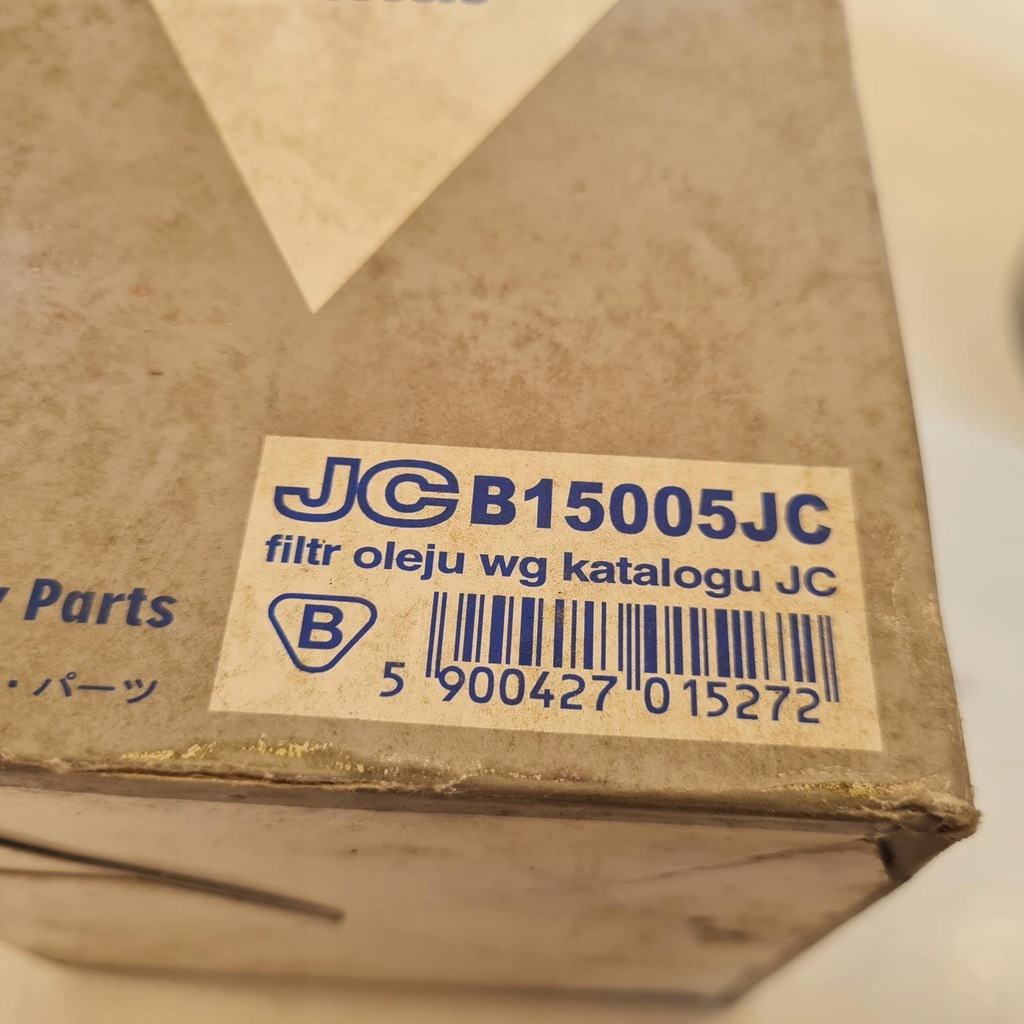 JC B15005JC
filtr oleju wg katalogu JC
B
5 900427 015272
Parts
・パーツ